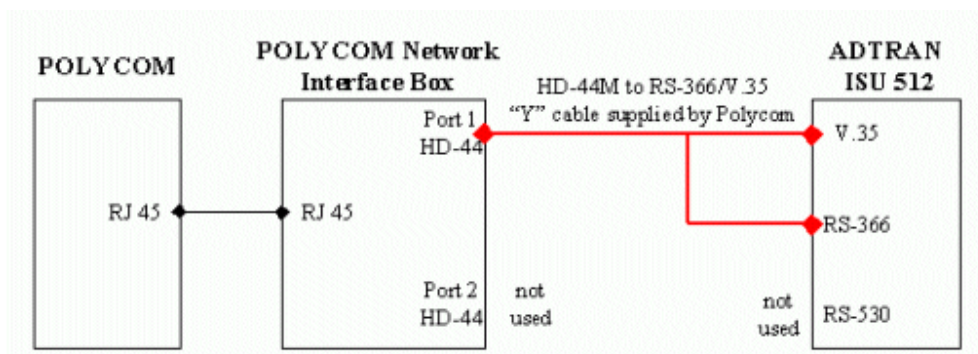 POLYCOM
POLYCOM Network
Interface Box
ADTRAN
ISU 512
HD-44M to RS-366/V.35
“Y” cable supplied by Polycom
Port 1
HD-44
V.35
RJ 45
RJ 45
RS-366
Port 2
HD-44
not
used
not
used
RS-530